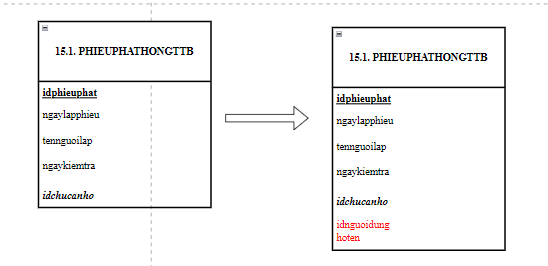 15.1. PHIEUPHATHONGTTB
idphieuphat
ngaylapphieu
tennguoilap
ngaykiemtra
idchucanho
15.1. PHIEUPHATHONGTTB
idphieuphat
ngaylapphieu
tennguoilap
ngaykiemtra
idchucanho
idnguoidung
hoten